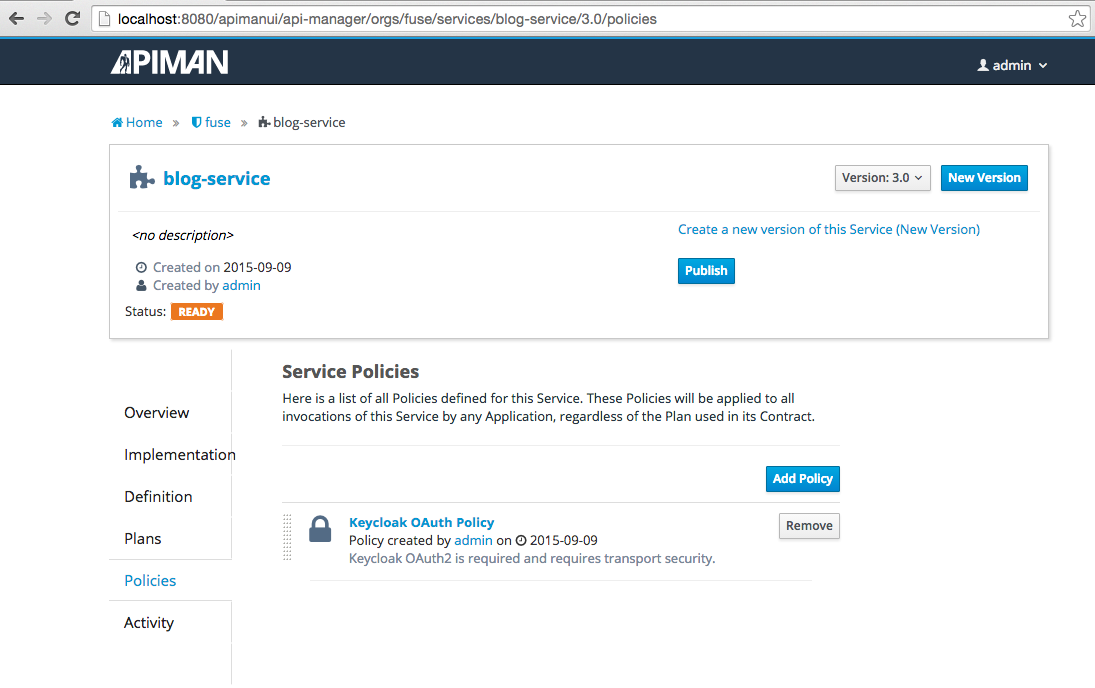 localhost:8080/apimanui/api-manager/orgs/fuse/services/blog-service/3.0/policies
APIMAN
admin
Home » fuse » blog-service
blog-service
Version: 3.0
New Version
<no description>
Create a new version of this Service (New Version)
Created on 2015-09-09
Publish
Created by admin
Status: READY
Service Policies
Here is a list of all Policies defined for this Service. These Policies will be applied to all
invocations of this Service by any Application, regardless of the Plan used in its Contract.
Overview
Implementation
Definition
Plans
Policies
Activity
Add Policy
Keycloak OAuth Policy
Remove
Policy created by admin on 2015-09-09
Keycloak OAuth2 is required and requires transport security.